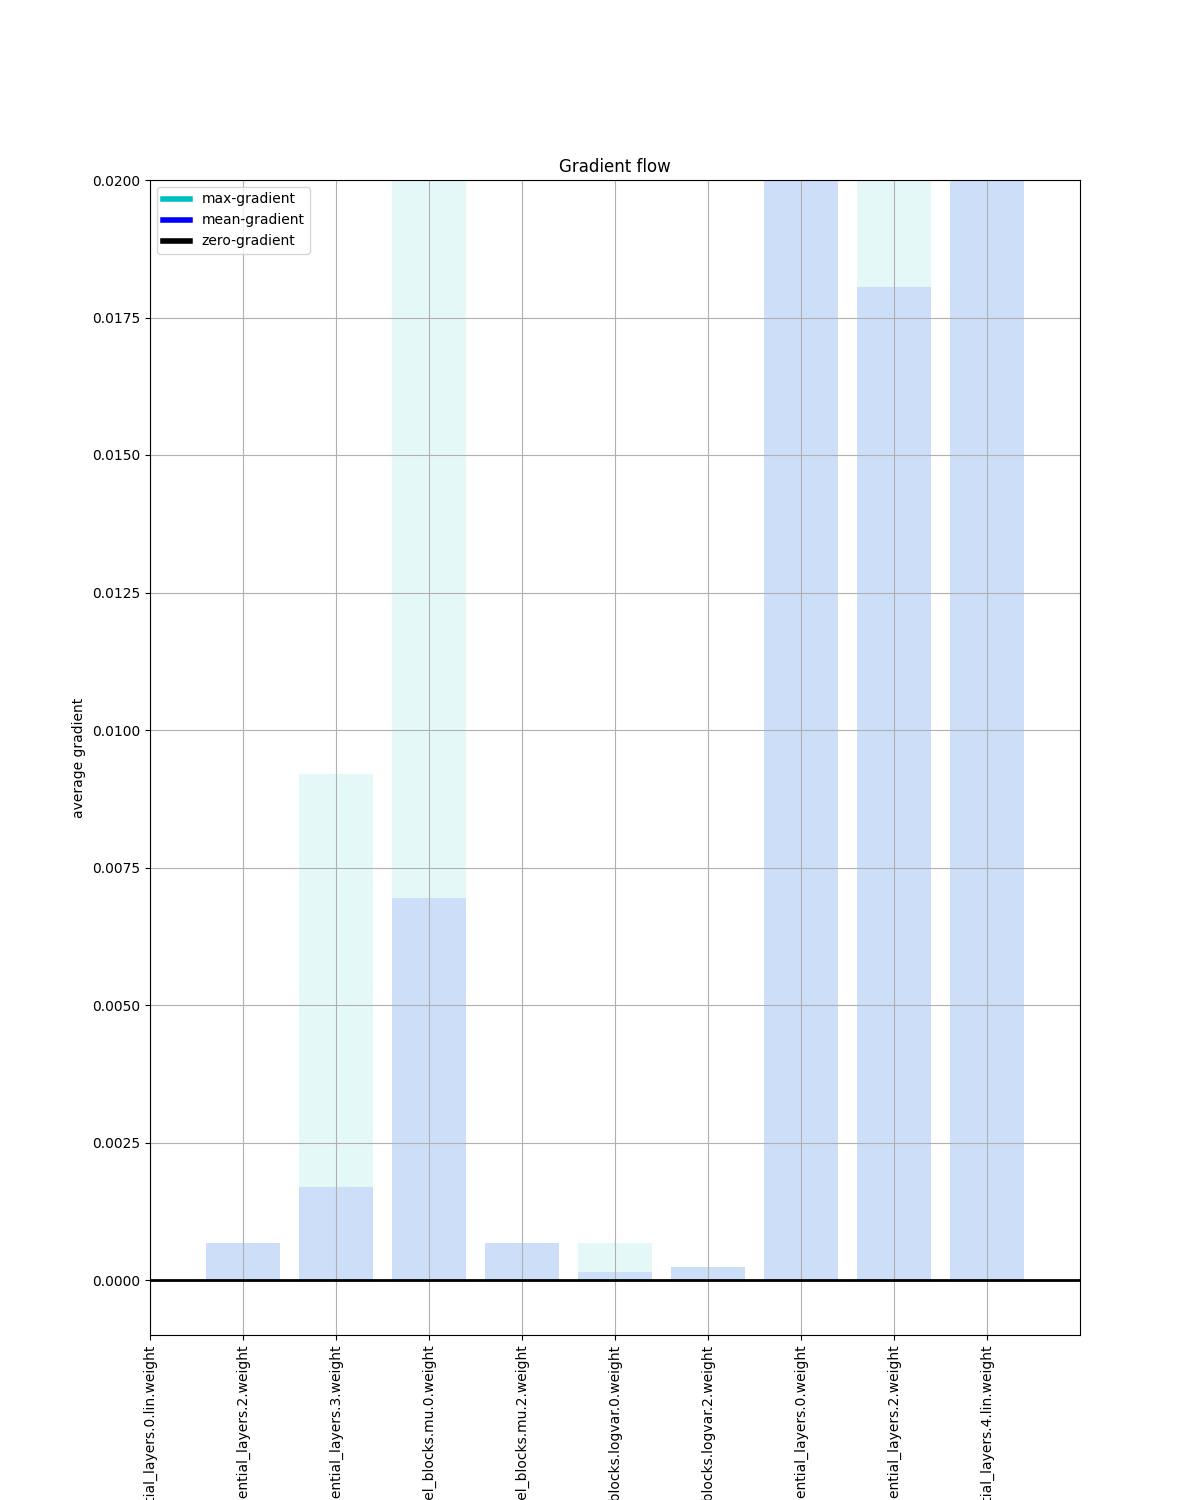 Gradient flow
max-gradient
mean-gradient
zero-gradient
0.0200
0.0175
0.0150
0.0125
0.0100
0.0075
0.0050
0.0025
0.0000
average gradient
tial_layers.0.lin.weight
ential_layers.2.weight
ential_layers.3.weight
el_blocks.mu.0.weight
el_blocks.mu.2.weight
blocks.logvar.0.weight
blocks.logvar.2.weight
ential_layers.0.weight
ential_layers.2.weight
tial_layers.4.lin.weight